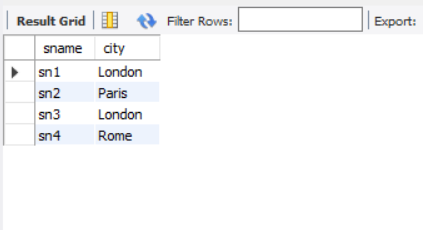 Result Grid Filter Rows: Export:
sname city
sn1 London
sn2 Paris
sn3 London
sn4 Rome